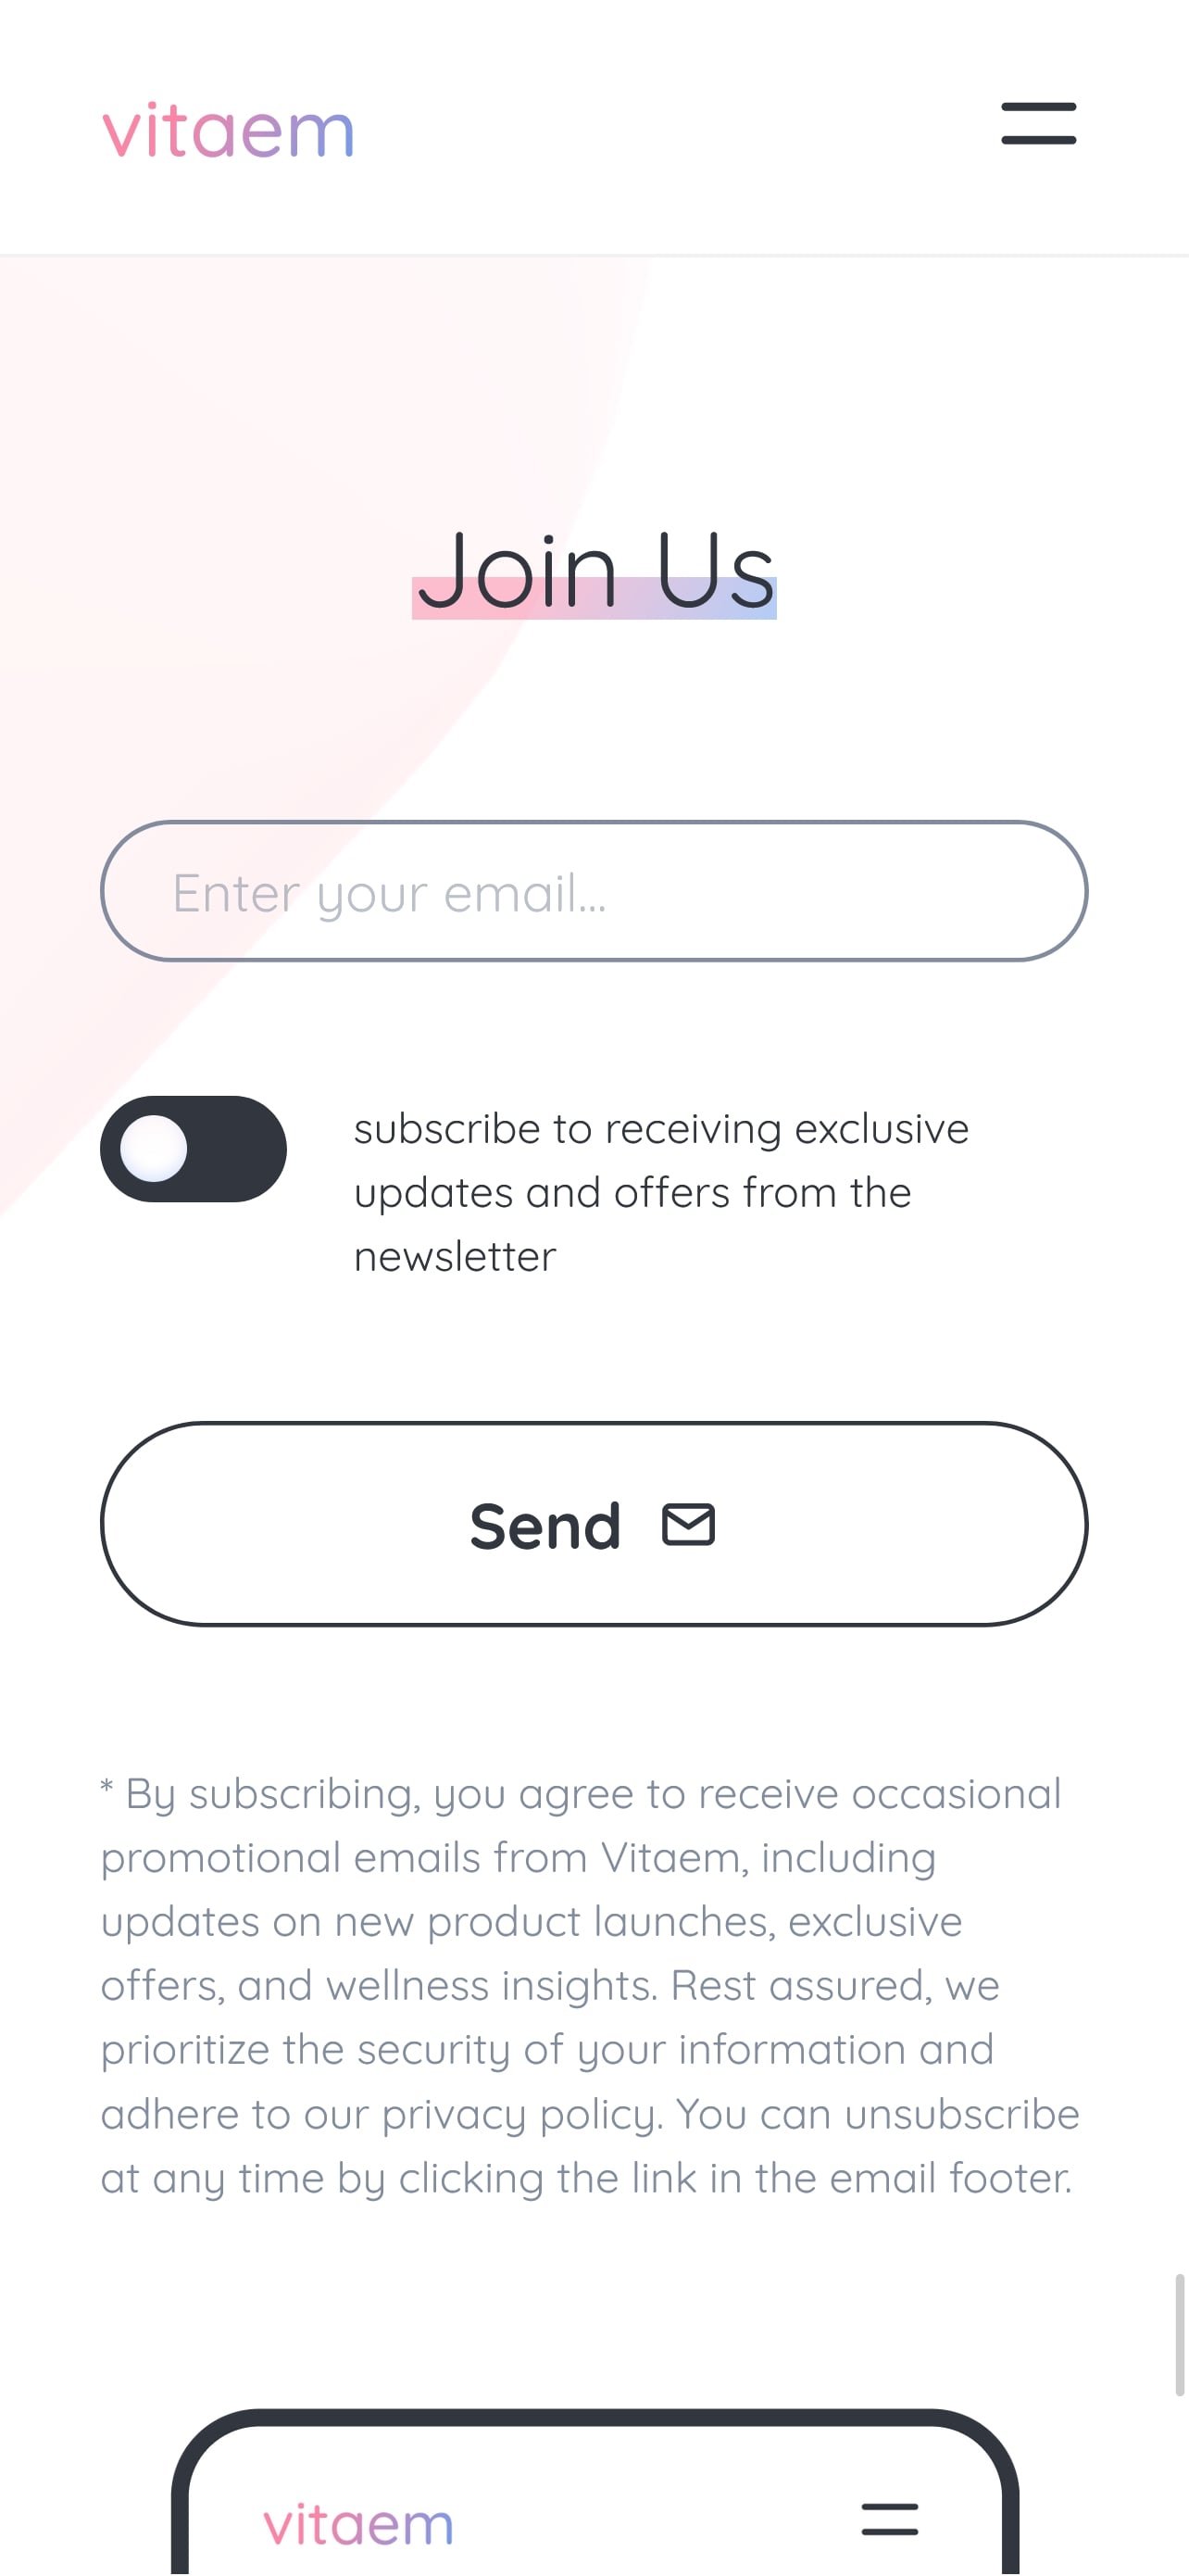 vitaem
Join Us
Enter your email...
subscribe to receiving exclusive
updates and offers from the
newsletter
Send
* By subscribing, you agree to receive occasional
promotional emails from Vitaem, including
updates on new product launches, exclusive
offers, and wellness insights. Rest assured, we
prioritize the security of your information and
adhere to our privacy policy. You can unsubscribe
at any time by clicking the link in the email footer.
vitaem